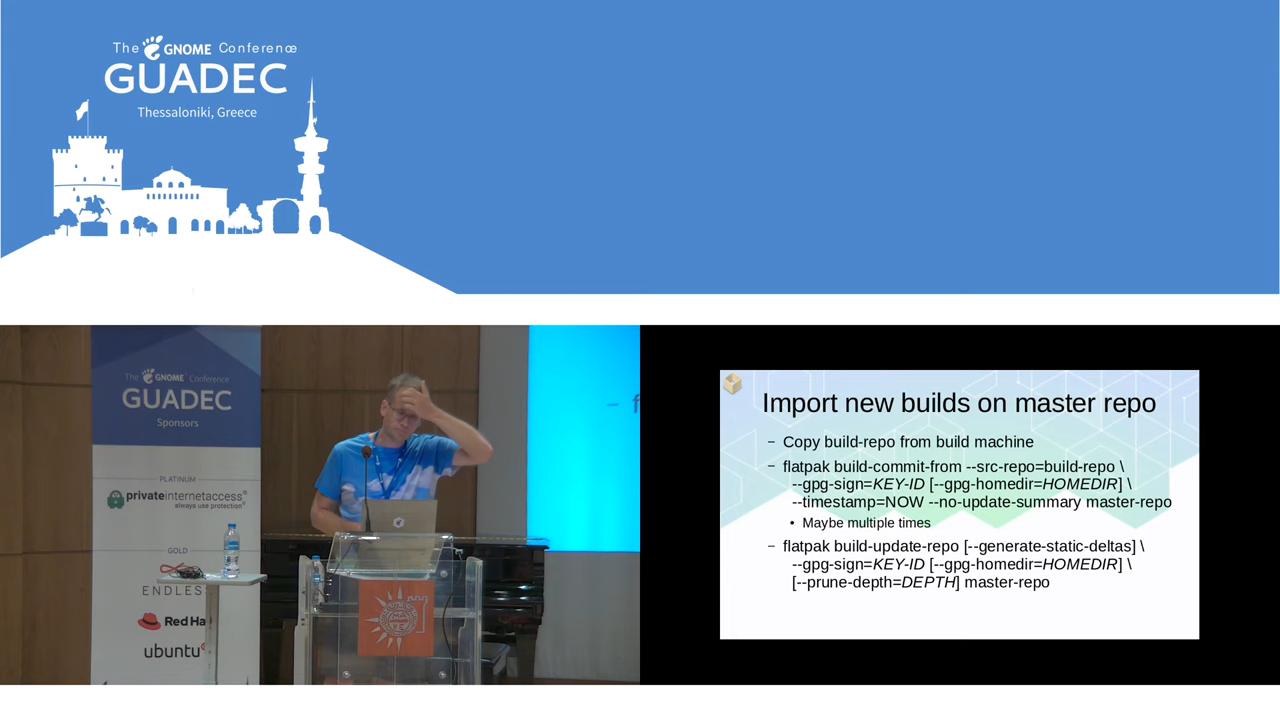 The GNOME Conference
GUADEC
Thessaloniki, Greece
The GNOME Conference
GUADEC
Sponsors
PLATINUM
privateinternetaccess
always use protection
GOLD
ENDLESS
Red Ha
ubuntu
– f
Import new builds on master repo
– Copy build-repo from build machine
– flatpak build-commit-from --src-repo=build-repo \
--gpg-sign=KEY-ID [--gpg-homedir=HOMEDIR] \
--timestamp=NOW --no-update-summary master-repo
• Maybe multiple times
– flatpak build-update-repo [--generate-static-deltas] \
--gpg-sign=KEY-ID [--gpg-homedir=HOMEDIR] \
[--prune-depth=DEPTH] master-repo